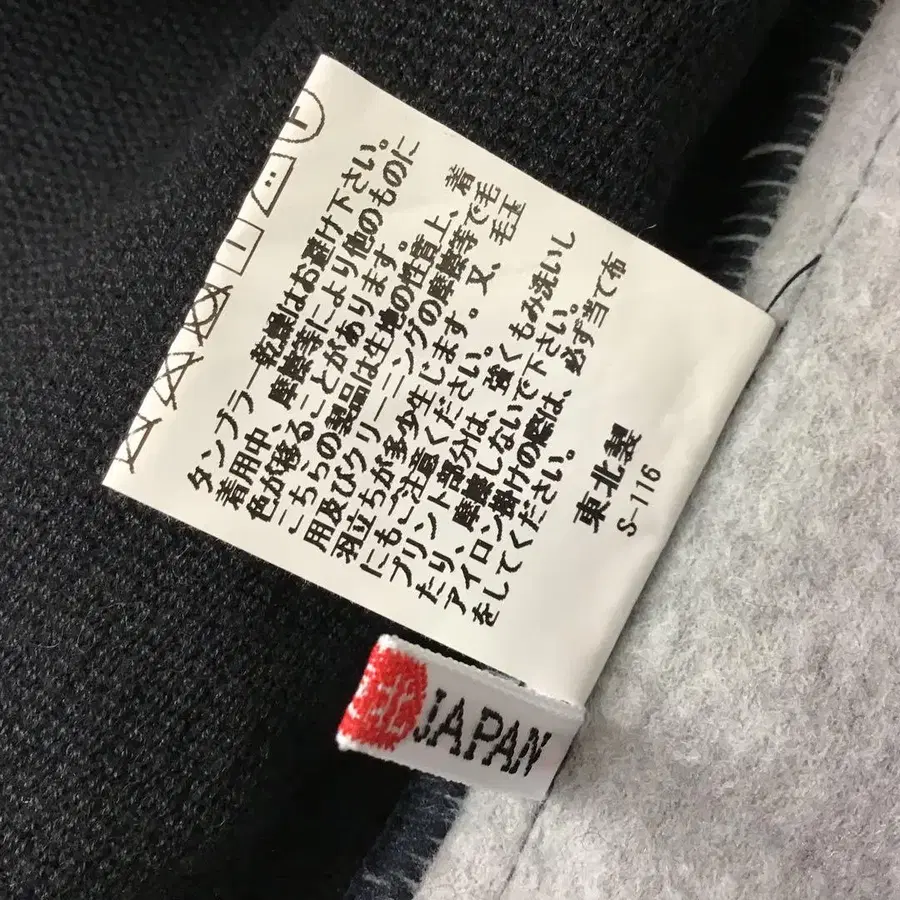 タンブラー乾燥はお避け下さい。
着用中、摩擦等により他のものに
色が移ることがあります。
こちらの製品は生地の性質上、着
用及びクリーニングの摩擦等で毛
羽立ちが多少生じます。又、毛玉
にもご注意ください。
プリント部分は、強くもみ洗いし
たり、摩擦しないで下さい。
アイロン掛けの際は、必ず当て布
をしてください。
東北製
S-116
北 JAPAN